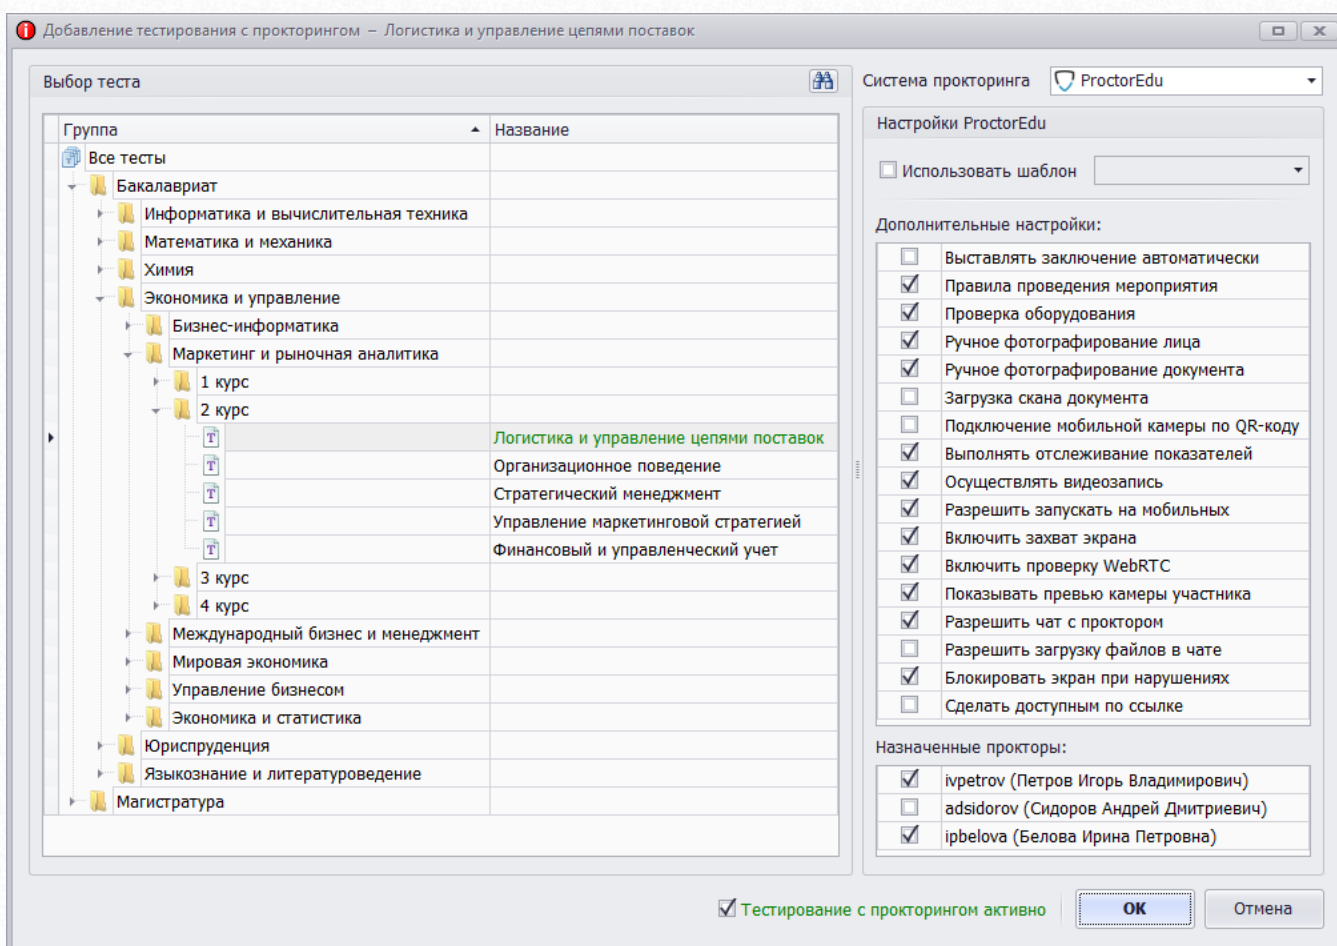 Добавление тестирования с прокторингом – Логистика и управление цепями поставок
Выбор теста
Группа Название
Все тесты
Бакалавриат
Информатика и вычислительная техника
Математика и механика
Химия
Экономика и управление
Бизнес-информатика
Маркетинг и рыночная аналитика
1 курс
2 курс
Логистика и управление цепями поставок
Организационное поведение
Стратегический менеджмент
Управление маркетинговой стратегией
Финансовый и управленческий учет
3 курс
4 курс
Международный бизнес и менеджмент
Мировая экономика
Управление бизнесом
Экономика и статистика
Юриспруденция
Языкознание и литературоведение
Магистратура
Система прокторинга ProctorEdu
Настройки ProctorEdu
Использовать шаблон
Дополнительные настройки:
Выставлять заключение автоматически
Правила проведения мероприятия
Проверка оборудования
Ручное фотографирование лица
Ручное фотографирование документа
Загрузка скана документа
Подключение мобильной камеры по QR-коду
Выполнять отслеживание показателей
Осуществлять видеозапись
Разрешить запускать на мобильных
Включить захват экрана
Включить проверку WebRTC
Показывать превью камеры участника
Разрешить чат с проктором
Разрешить загрузку файлов в чате
Блокировать экран при нарушениях
Сделать доступным по ссылке
Назначенные прокторы:
ivpetrov (Петров Игорь Владимирович)
adsidorov (Сидоров Андрей Дмитриевич)
ipbelova (Белова Ирина Петровна)
Тестирование с прокторингом активно
ОК
Отмена